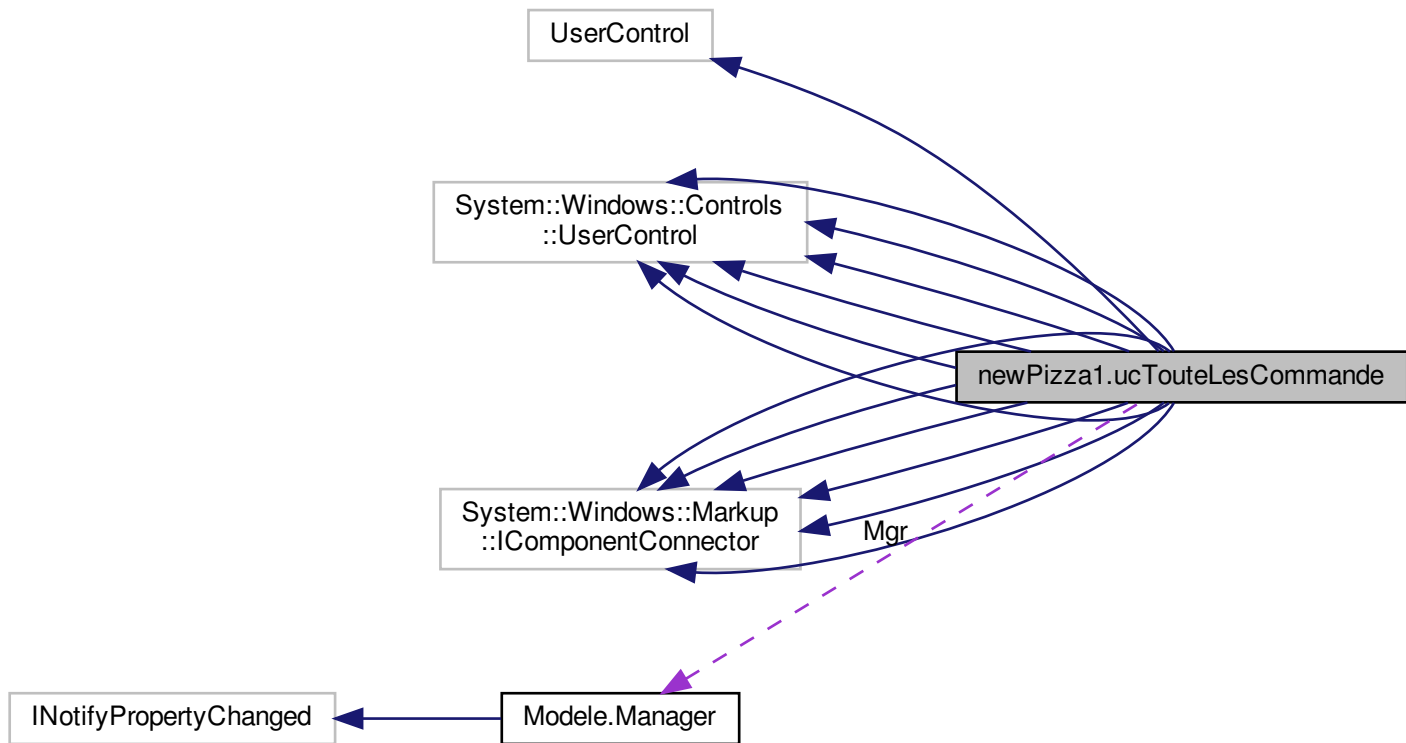 UserControl
System::Windows::Controls
::UserControl
newPizza1.ucTouteLesCommande
System::Windows::Markup
::IComponentConnector
Mgr
INotifyPropertyChanged
Modele.Manager